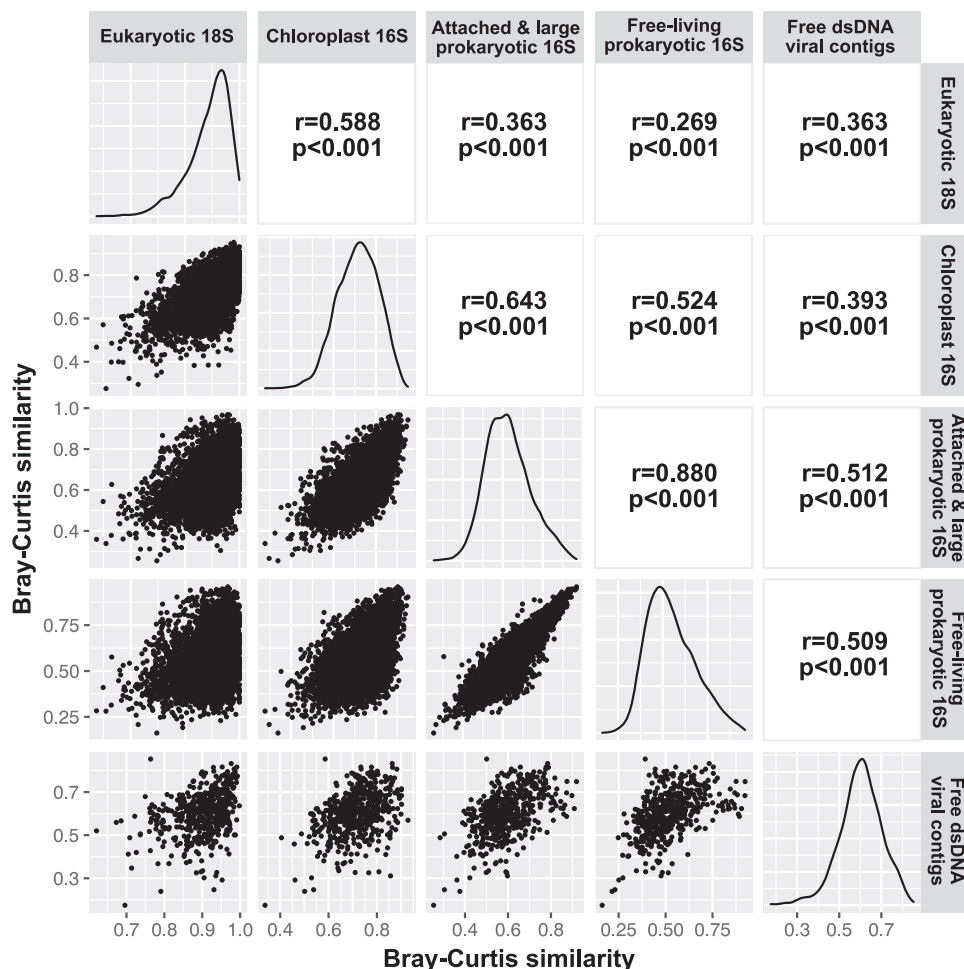 Eukaryotic 18S
Chloroplast 16S
Attached & large
prokaryotic 16S
Free-living
prokaryotic 16S
Free dsDNA
viral contigs
r=0.588
p<0.001
r=0.363
p<0.001
r=0.269
p<0.001
r=0.363
p<0.001
Eukaryotic 18S
0.8
0.6
0.4
r=0.643
p<0.001
r=0.524
p<0.001
r=0.393
p<0.001
Chloroplast 16S
Bray-Curtis similarity
1.0
0.8
0.6
0.4
r=0.880
p<0.001
r=0.512
p<0.001
Attached & large
prokaryotic 16S
0.75
0.50
0.25
r=0.509
p<0.001
Free-living
prokaryotic 16S
0.7
0.5
0.3
Free dsDNA
viral contigs
0.7 0.8 0.9 1.0
0.4 0.6 0.8
0.4 0.6 0.8 1.0
0.25 0.50 0.75
0.3 0.5 0.7
Bray-Curtis similarity